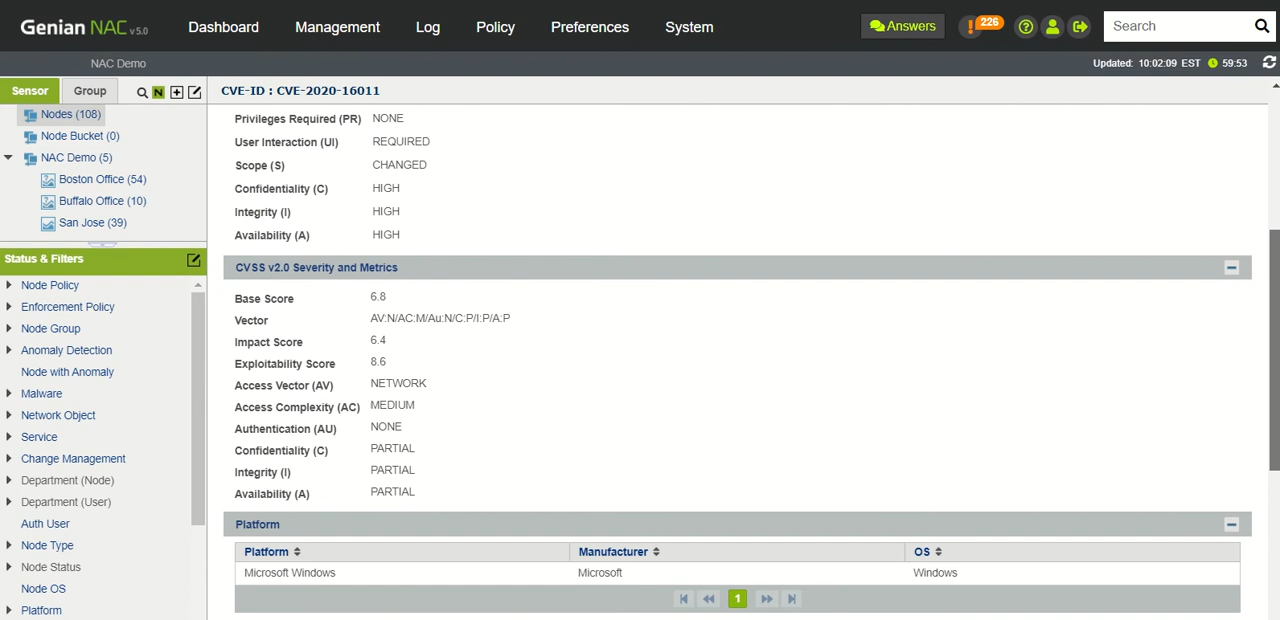 Genian NAC v5.0
Dashboard Management Log Policy Preferences System
Answers 226 Search
NAC Demo
Updated: 10:02:09 EST 59:53
Sensor Group
CVE-ID : CVE-2020-16011
Nodes (108)
Node Bucket (0)
NAC Demo (5)
Boston Office (54)
Buffalo Office (10)
San Jose (39)
Status & Filters
Node Policy
Enforcement Policy
Node Group
Anomaly Detection
Node with Anomaly
Malware
Network Object
Service
Change Management
Department (Node)
Department (User)
Auth User
Node Type
Node Status
Node OS
Platform
Privileges Required (PR) NONE
User Interaction (UI) REQUIRED
Scope (S) CHANGED
Confidentiality (C) HIGH
Integrity (I) HIGH
Availability (A) HIGH
CVSS v2.0 Severity and Metrics
Base Score 6.8
Vector AV:N/AC:M/Au:N/C:P/I:P/A:P
Impact Score 6.4
Exploitability Score 8.6
Access Vector (AV) NETWORK
Access Complexity (AC) MEDIUM
Authentication (AU) NONE
Confidentiality (C) PARTIAL
Integrity (I) PARTIAL
Availability (A) PARTIAL
Platform
Platform Manufacturer OS
Microsoft Windows Microsoft Windows
1